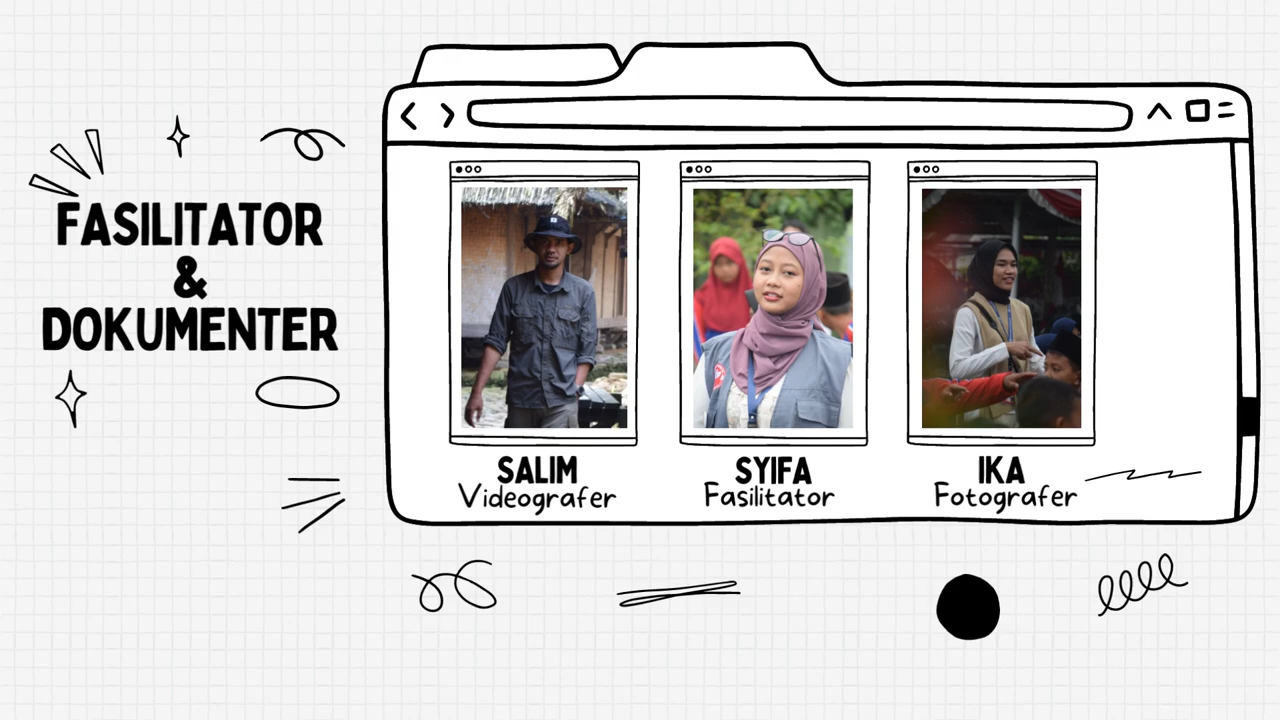 FASILITATOR
&
DOKUMENTER
SALIM
Videografer
SYIFA
Fasilitator
IKA
Fotografer